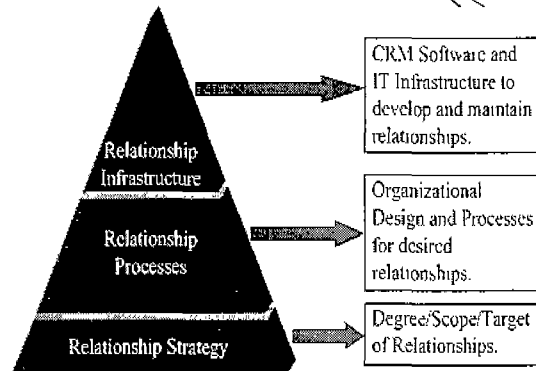 Relationship
Infrastructure
CRM Software and
IT Infrastructure to
develop and maintain
relationships.
Relationship
Processes
Organizational
Design and Processes
for desired
relationships.
Relationship Strategy
Degree/Scope/Target
of Relationships.